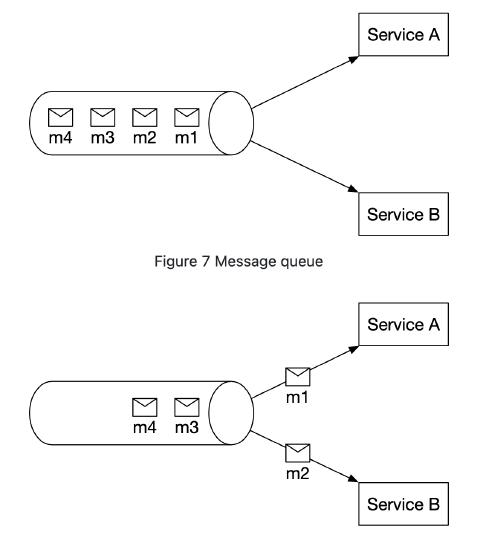 Service A
m4 m3 m2 m1
Service B
Figure 7 Message queue
Service A
m1
m4 m3
m2
Service B